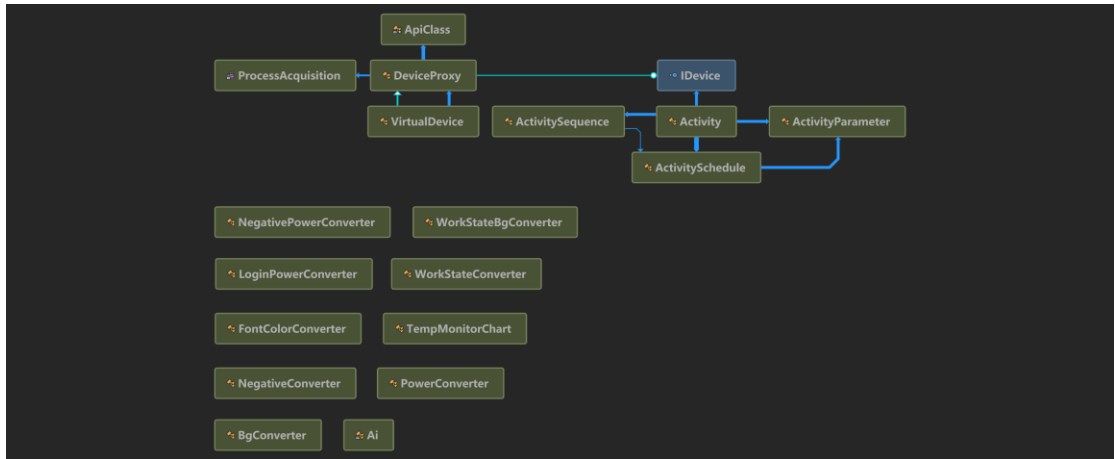 ApiClass
ProcessAcquisition
DeviceProxy
IDevice
VirtualDevice
ActivitySequence
Activity
ActivityParameter
ActivitySchedule
NegativePowerConverter
WorkStateBgConverter
LoginPowerConverter
WorkStateConverter
FontColorConverter
TempMonitorChart
NegativeConverter
PowerConverter
BgConverter
Ai